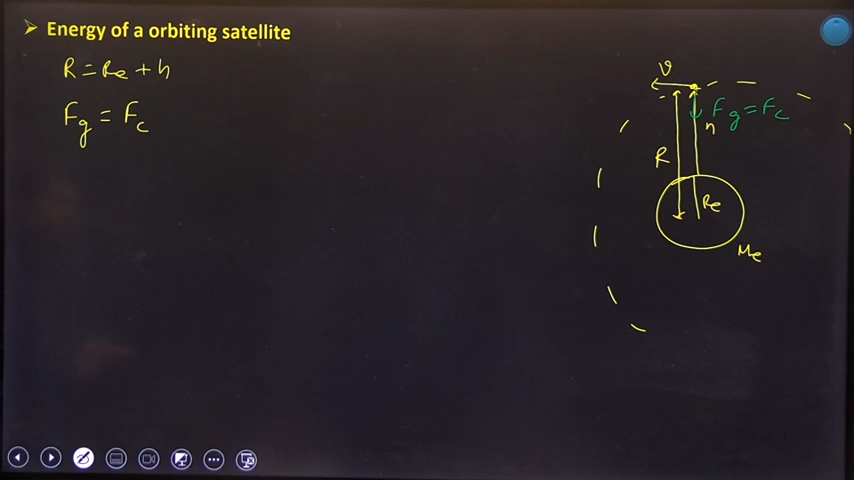 ➢ Energy of a orbiting satellite
R = Re + h
Fg = Fc
v
Fg = Fc
h
R
Re
Me